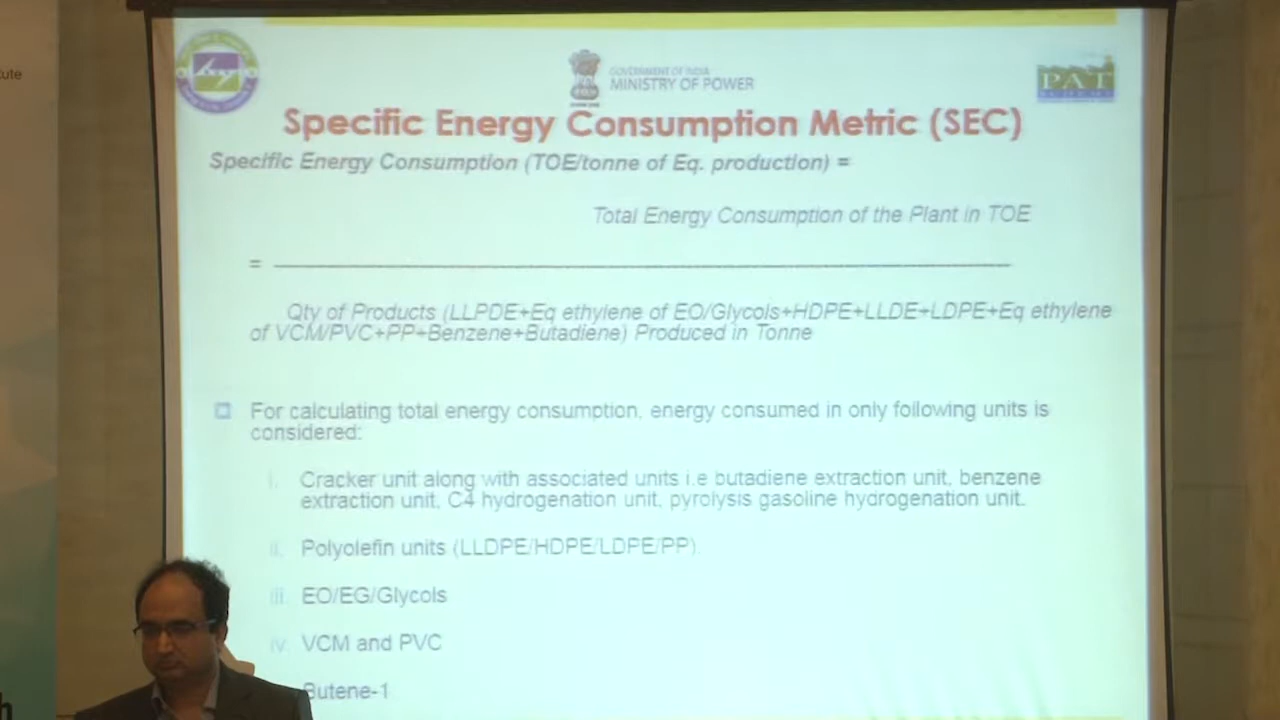 GOVERNMENT OF INDIA
MINISTRY OF POWER
PAT
Specific Energy Consumption Metric (SEC)
Specific Energy Consumption (TOE/tonne of Eq. production) =
Total Energy Consumption of the Plant in TOE
=
Qty of Products (LLPDE+Eq ethylene of EO/Glycols+HDPE+LLDE+LDPE+Eq ethylene
of VCM/PVC+PP+Benzene+Butadiene) Produced in Tonne
For calculating total energy consumption, energy consumed in only following units is
considered:
i. Cracker unit along with associated units i.e butadiene extraction unit, benzene
extraction unit, C4 hydrogenation unit, pyrolysis gasoline hydrogenation unit.
ii. Polyolefin units (LLDPE/HDPE/LDPE/PP).
iii. EO/EG/Glycols
iv. VCM and PVC
Butene-1